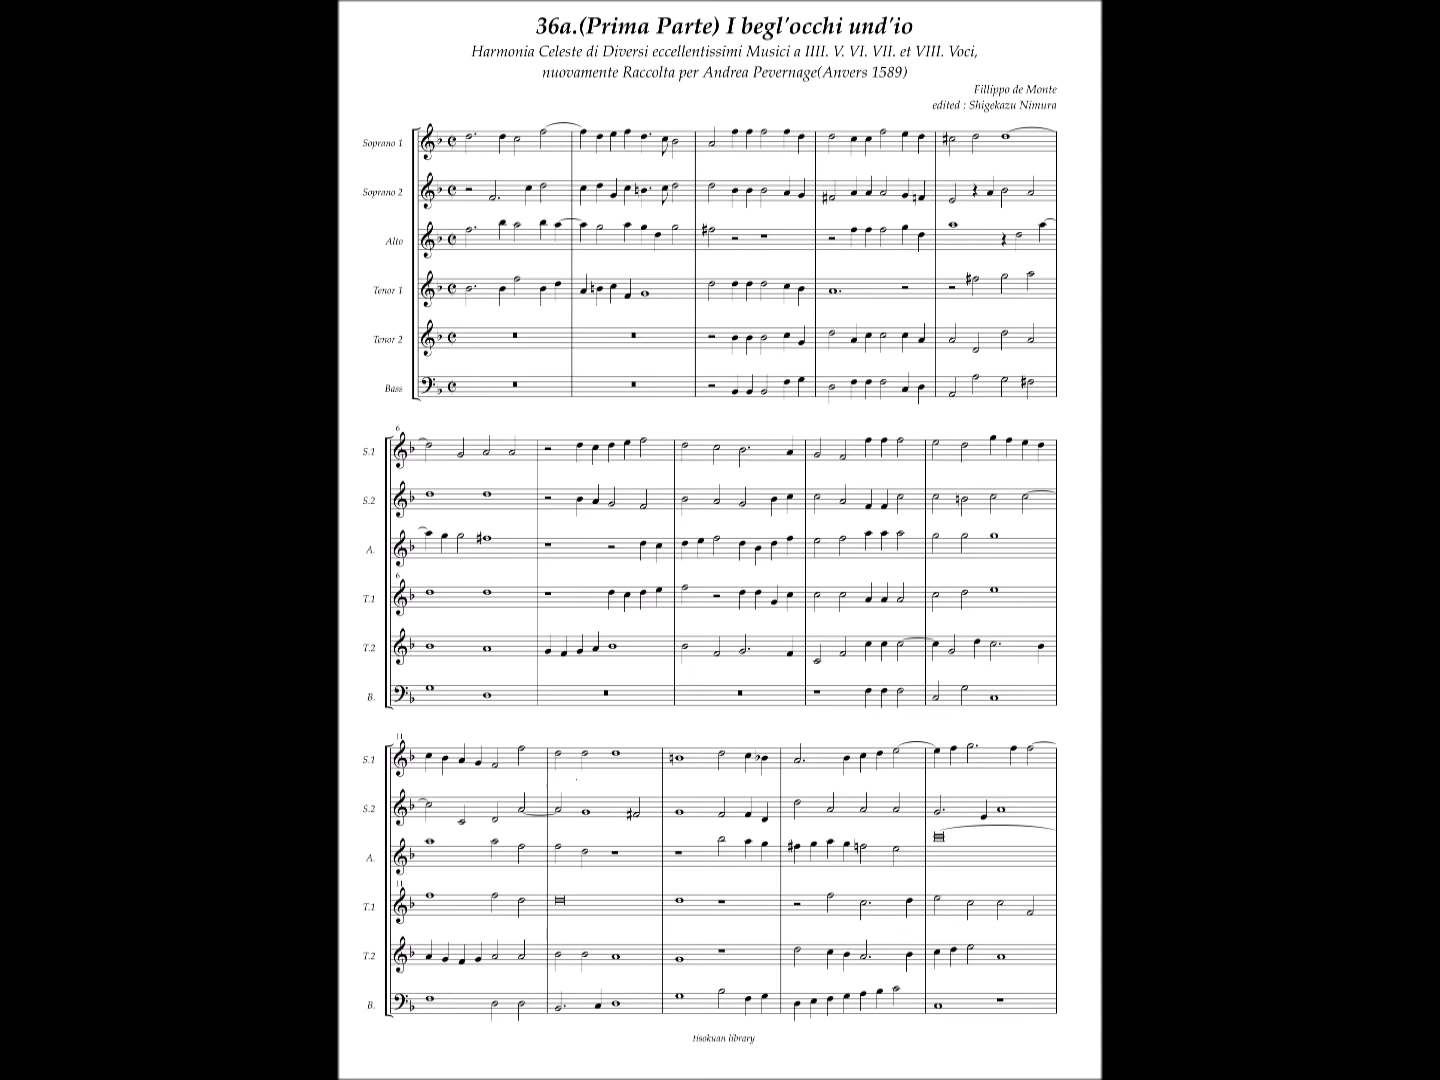 36a.(Prima Parte) I begl'occhi und'io
Harmonia Celeste di Diversi eccellentissimi Musici a IIII. V. VI. VII. et VIII. Voci,
nuovamente Raccolta per Andrea Pevernage(Anvers 1589)
Fillippo de Monte
edited : Shigekazu Nimura
Soprano 1
Soprano 2
Alto
Tenor 1
Tenor 2
Bass
6
S.1
S.2
A.
6
T.1
T.2
B.
11
S.1
S.2
A.
11
T.1
T.2
B.
tisokuan library